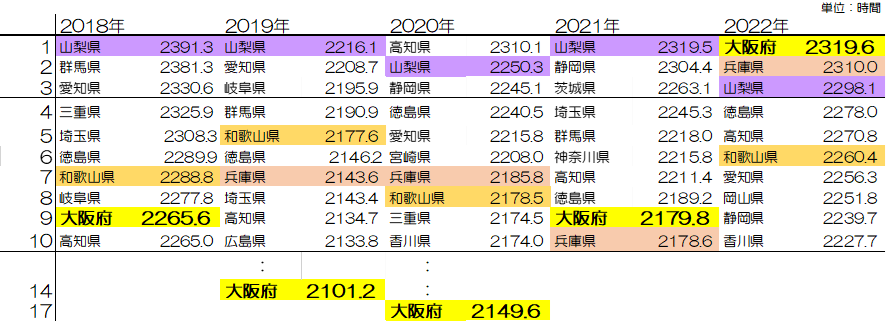 単位：時間
2018年 2019年 2020年 2021年 2022年
1 山梨県 2391.3 山梨県 2216.1 高知県 2310.1 山梨県 2319.5 大阪府 2319.6
2 群馬県 2381.3 愛知県 2208.7 山梨県 2250.3 静岡県 2304.4 兵庫県 2310.0
3 愛知県 2330.6 岐阜県 2195.9 静岡県 2245.1 茨城県 2263.1 山梨県 2298.1
4 三重県 2325.9 群馬県 2190.9 徳島県 2240.5 埼玉県 2245.3 徳島県 2278.0
5 埼玉県 2308.3 和歌山県 2177.6 愛知県 2215.8 群馬県 2218.0 高知県 2270.8
6 徳島県 2289.9 徳島県 2146.2 宮崎県 2208.0 神奈川県 2215.8 和歌山県 2260.4
7 和歌山県 2288.8 兵庫県 2143.6 兵庫県 2185.8 高知県 2211.4 愛媛県 2256.3
8 岐阜県 2277.8 埼玉県 2143.4 和歌山県 2178.5 徳島県 2189.2 岡山県 2251.8
9 大阪府 2265.6 高知県 2134.7 三重県 2174.5 大阪府 2179.8 静岡県 2239.7
10 高知県 2265.0 広島県 2133.8 香川県 2174.0 兵庫県 2178.6 香川県 2227.7
： ：
14 大阪府 2101.2 ：
17 大阪府 2149.6